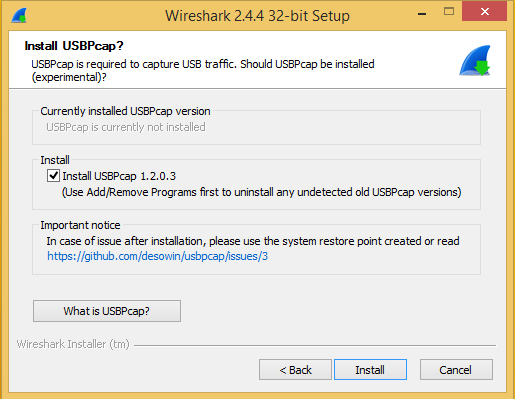 Wireshark 2.4.4 32-bit Setup
Install USBPcap?
USBPcap is required to capture USB traffic. Should USBPcap be installed
(experimental)?
Currently installed USBPcap version
USBPcap is currently not installed
Install
Install USBPcap 1.2.0.3
(Use Add/Remove Programs first to uninstall any undetected old USBPcap versions)
Important notice
In case of issue after installation, please use the system restore point created or read
https://github.com/desowin/usbpcap/issues/3
What is USBPcap?
Wireshark Installer (tm)
< Back
Install
Cancel